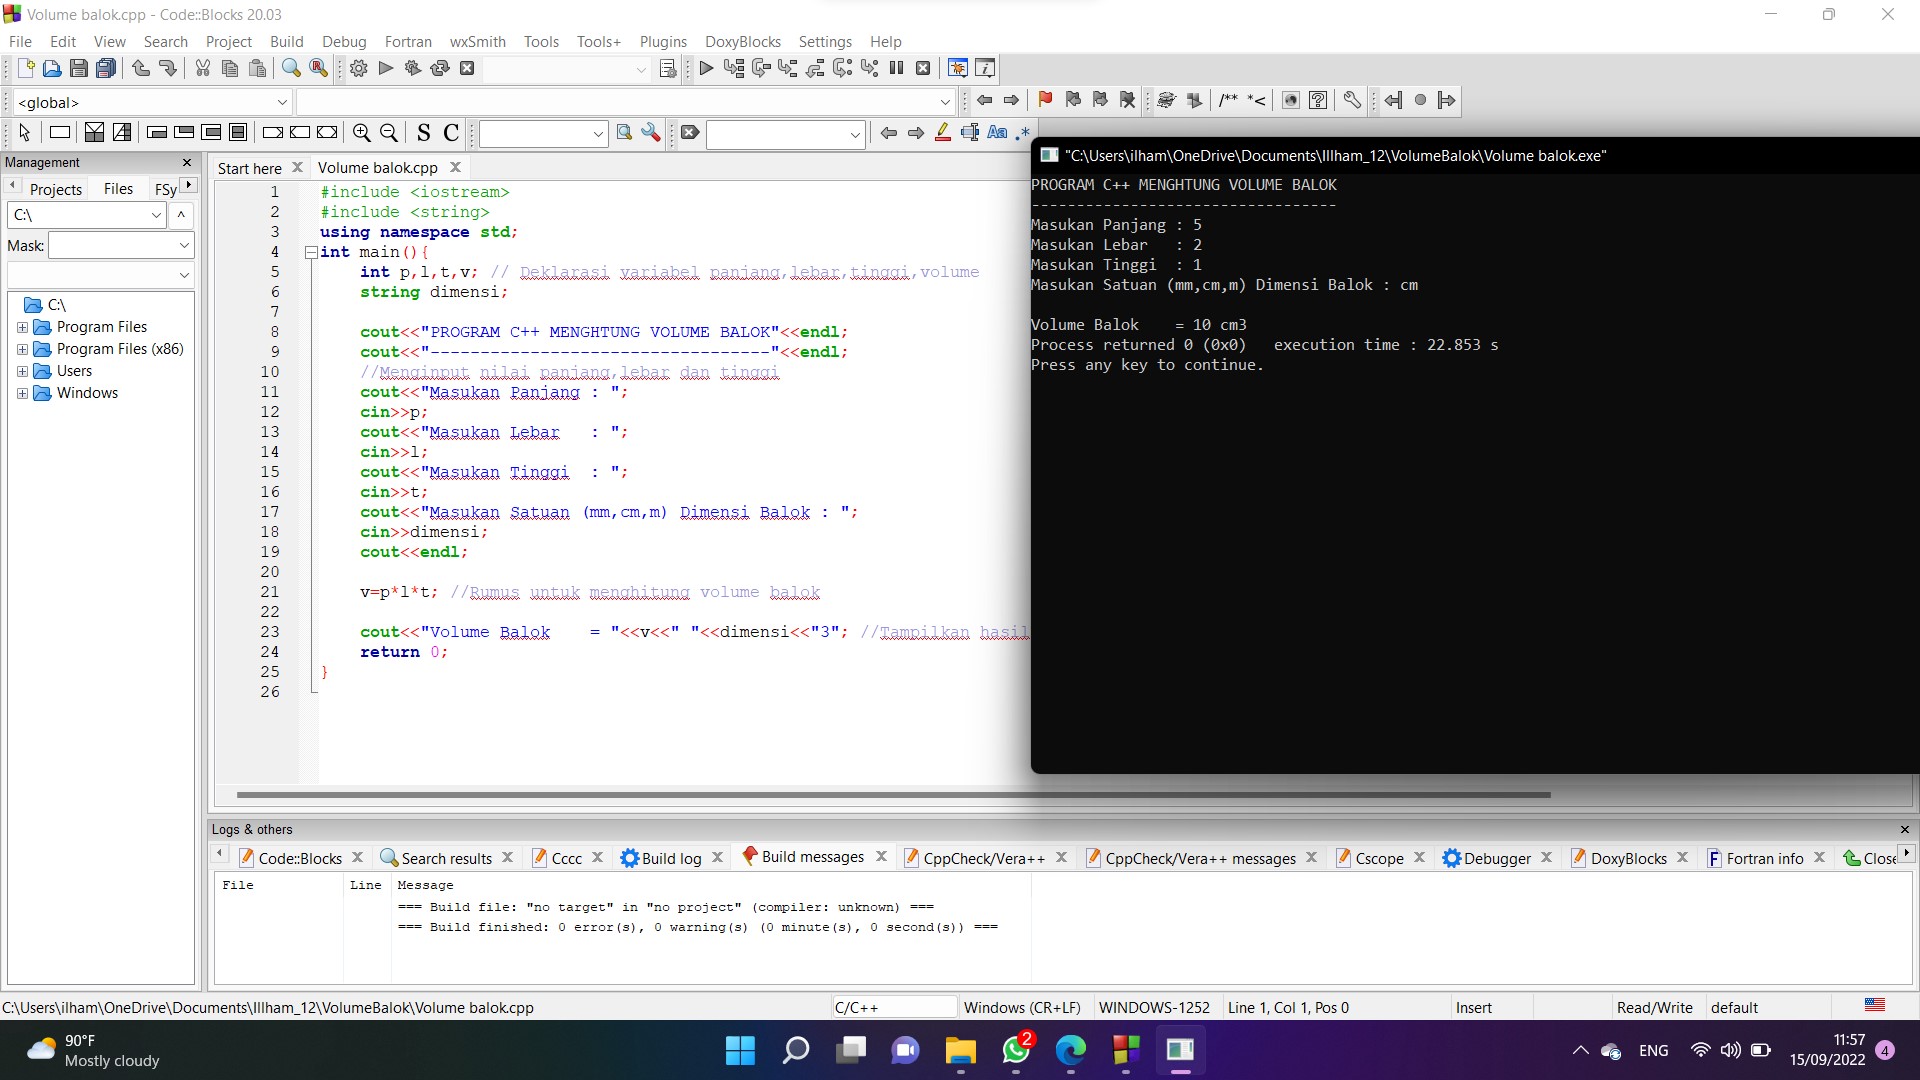 Volume balok.cpp - Code::Blocks 20.03
File Edit View Search Project Build Debug Fortran wxSmith Tools Tools+ Plugins DoxyBlocks Settings Help
<global>
/** *<
S C
Aa .*
Management
Projects Files FSy
C:\
Mask:
C:\
Program Files
Program Files (x86)
Users
Windows
Start here Volume balok.cpp
1 #include <iostream>
2 #include <string>
3 using namespace std;
4 int main(){
5 int p,l,t,v; // Deklarasi variabel panjang,lebar,tinggi,volume
6 string dimensi;
7
8 cout<<"PROGRAM C++ MENGHTUNG VOLUME BALOK"<<endl;
9 cout<<"----------------------------------"<<endl;
10 //Menginput nilai panjang,lebar dan tinggi
11 cout<<"Masukan Panjang : ";
12 cin>>p;
13 cout<<"Masukan Lebar   : ";
14 cin>>l;
15 cout<<"Masukan Tinggi  : ";
16 cin>>t;
17 cout<<"Masukan Satuan (mm,cm,m) Dimensi Balok : ";
18 cin>>dimensi;
19 cout<<endl;
20
21 v=p*l*t; //Rumus untuk menghitung volume balok
22
23 cout<<"Volume Balok    = "<<v<<" "<<dimensi<<"3"; //Tampilkan hasil
24 return 0;
25 }
26
"C:\Users\ilham\OneDrive\Documents\Illham_12\VolumeBalok\Volume balok.exe"
PROGRAM C++ MENGHTUNG VOLUME BALOK
----------------------------------
Masukan Panjang : 5
Masukan Lebar   : 2
Masukan Tinggi  : 1
Masukan Satuan (mm,cm,m) Dimensi Balok : cm
Volume Balok    = 10 cm3
Process returned 0 (0x0)   execution time : 22.853 s
Press any key to continue.
Logs & others
Code::Blocks Search results Cccc Build log Build messages CppCheck/Vera++ CppCheck/Vera++ messages Cscope Debugger DoxyBlocks Fortran info Close
File Line Message
=== Build file: "no target" in "no project" (compiler: unknown) ===
=== Build finished: 0 error(s), 0 warning(s) (0 minute(s), 0 second(s)) ===
C:\Users\ilham\OneDrive\Documents\Illham_12\VolumeBalok\Volume balok.cpp C/C++ Windows (CR+LF) WINDOWS-1252 Line 1, Col 1, Pos 0 Insert Read/Write default
90°F
Mostly cloudy
2
ENG
11:57
15/09/2022
4